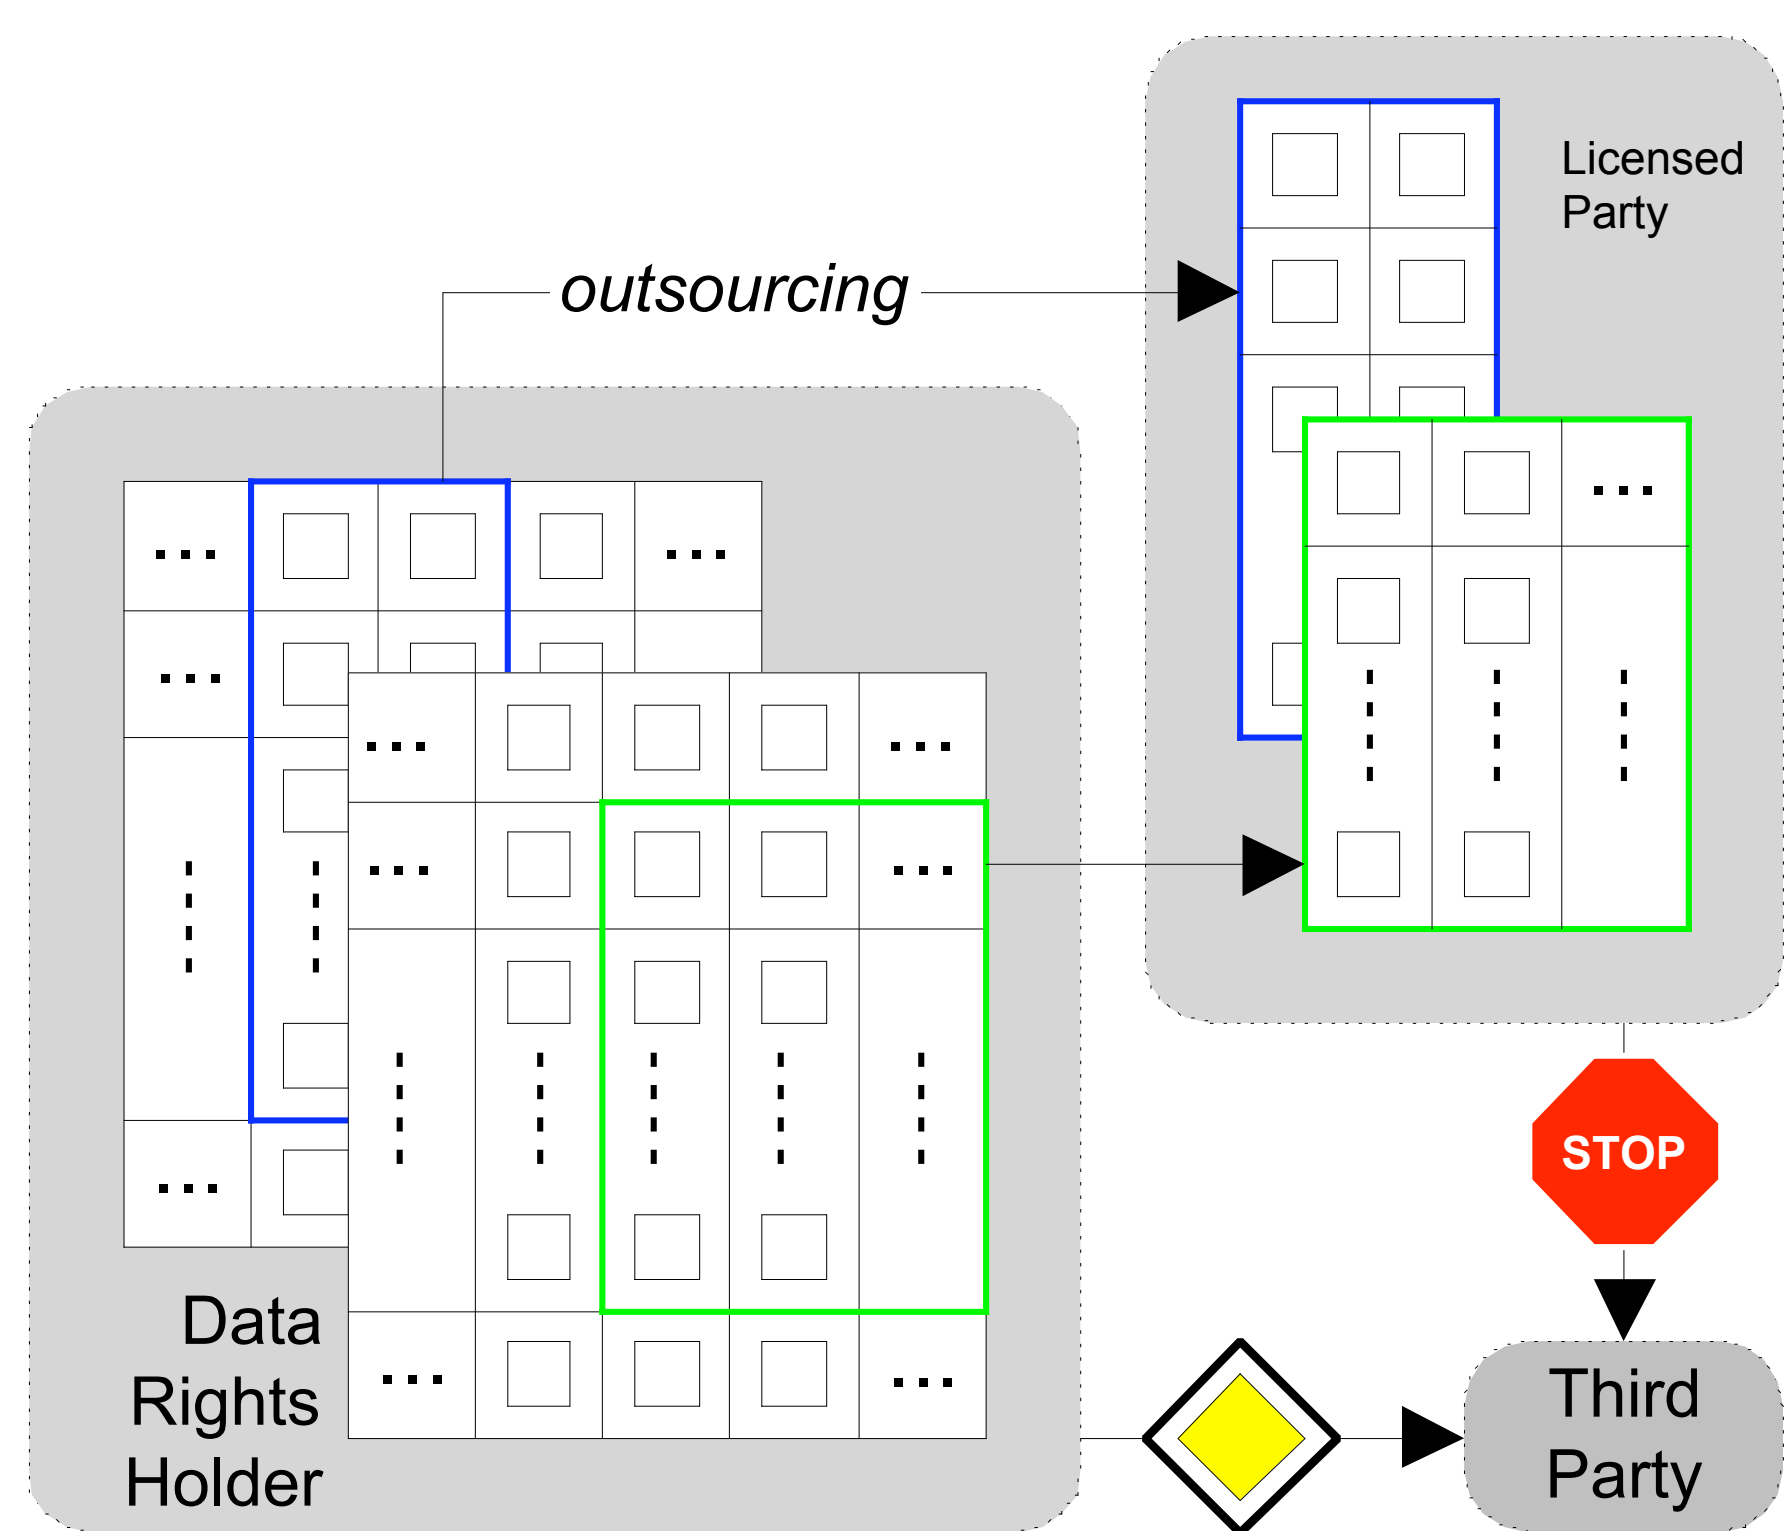 Licensed
Party
outsourcing
STOP
Data
Rights
Holder
Third
Party